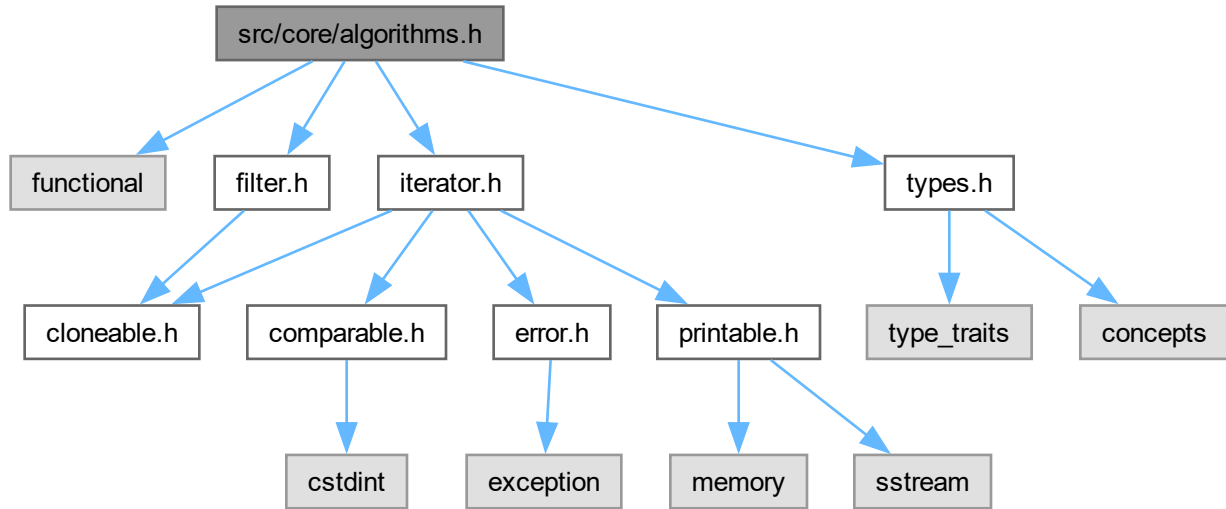 src/core/algorithms.h
functional
filter.h
iterator.h
types.h
cloneable.h
comparable.h
error.h
printable.h
type_traits
concepts
cstdint
exception
memory
sstream